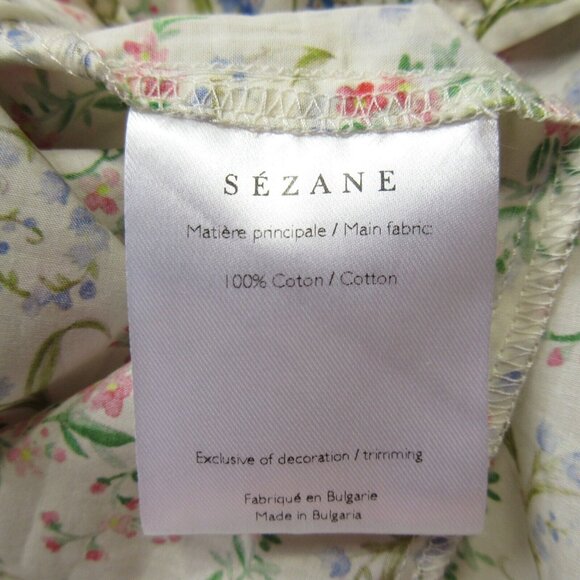 SÉZANE
Matière principale / Main fabric:
100% Coton / Cotton
Exclusive of decoration / trimming
Fabriqué en Bulgarie
Made in Bulgaria